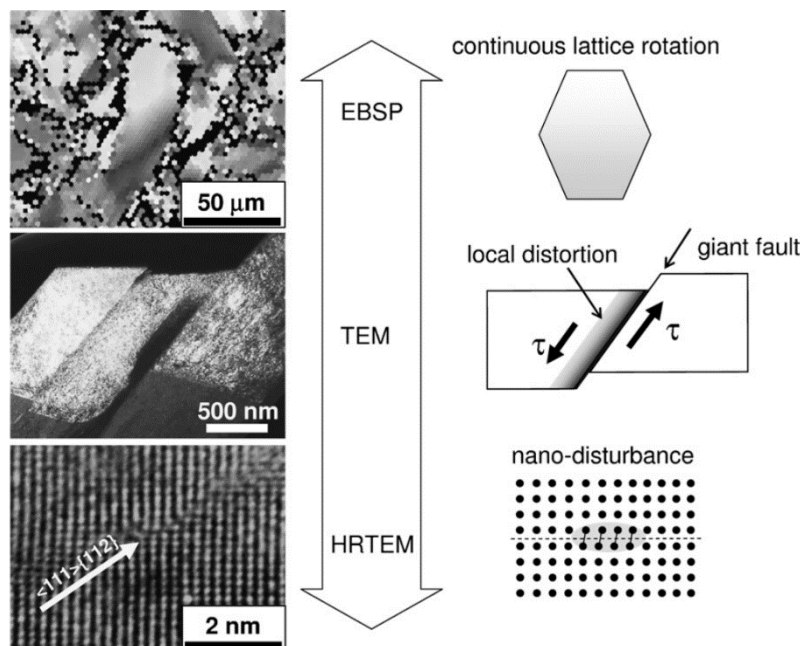 continuous lattice rotation
EBSP
50 μm
local distortion
giant fault
τ
τ
TEM
500 nm
nano-disturbance
<111>{112}
HRTEM
2 nm